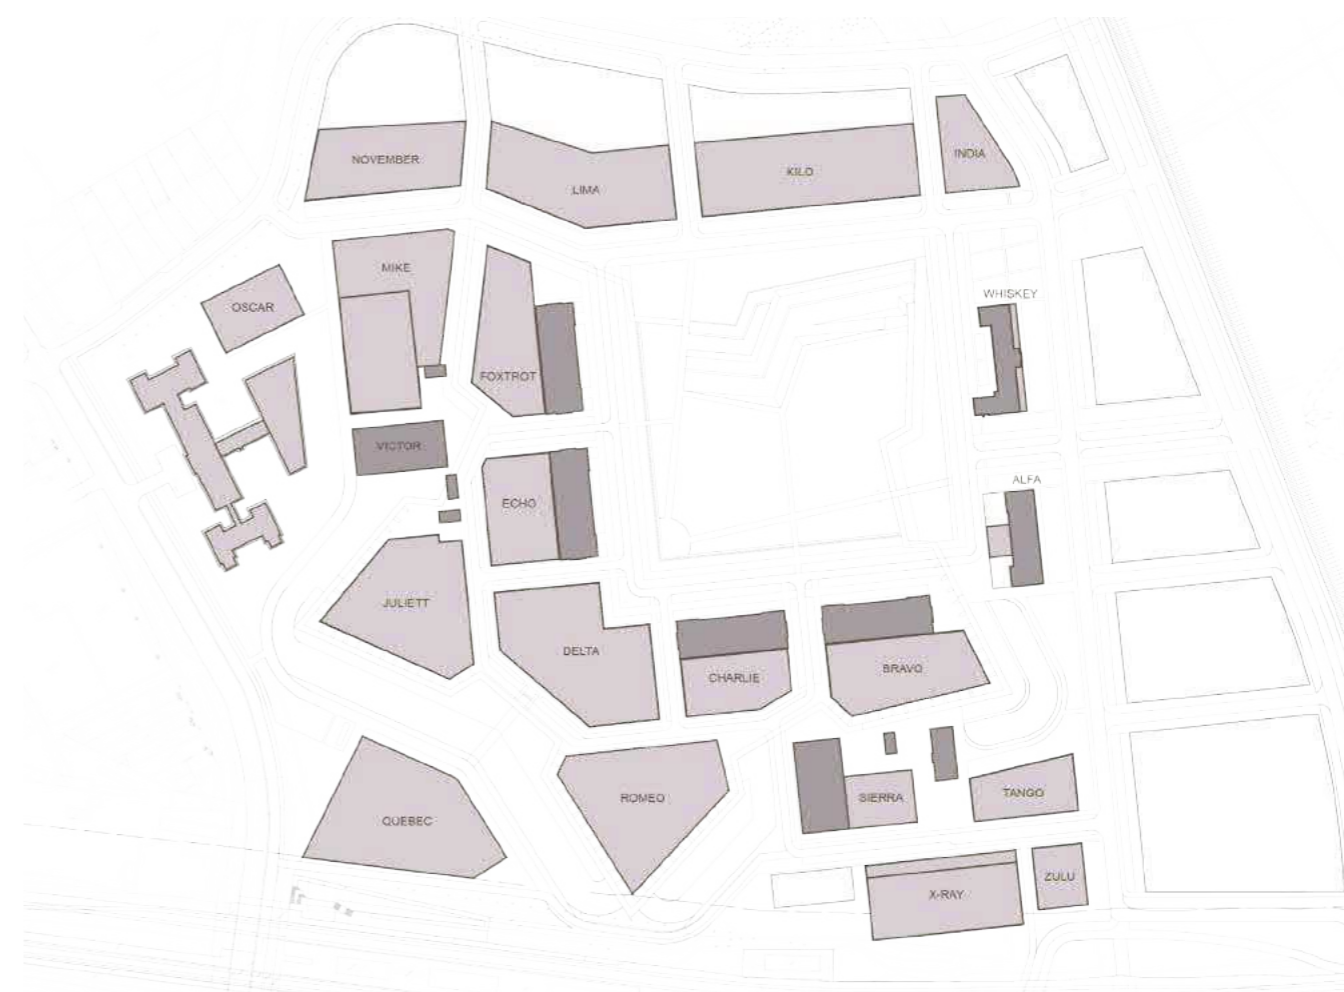 NOVEMBER
LIMA
KILO
INDIA
MIKE
OSCAR
FOXTROT
WHISKEY
VICTOR
ECHO
ALFA
JULIETT
DELTA
CHARLIE
BRAVO
QUEBEC
ROMEO
SIERRA
TANGO
X-RAY
ZULU